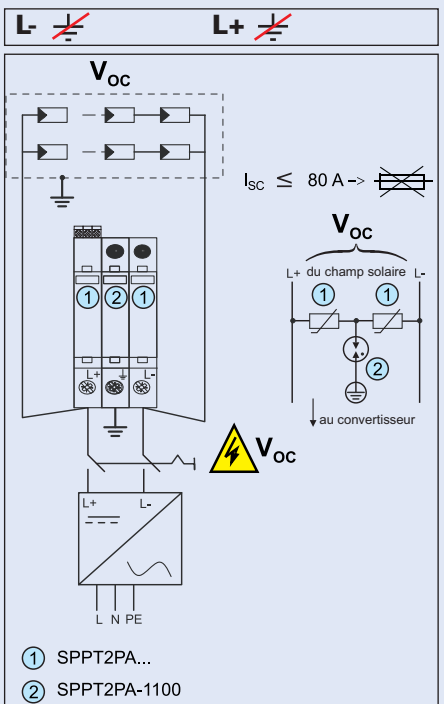 L- L+
VOC
ISC ≤ 80 A ->
VOC
L+ du champ solaire L-
1 1
2
au convertisseur
1 2 1
L+ L-
VOC
L+ L-
L N PE
1 SPPT2PA...
2 SPPT2PA-1100